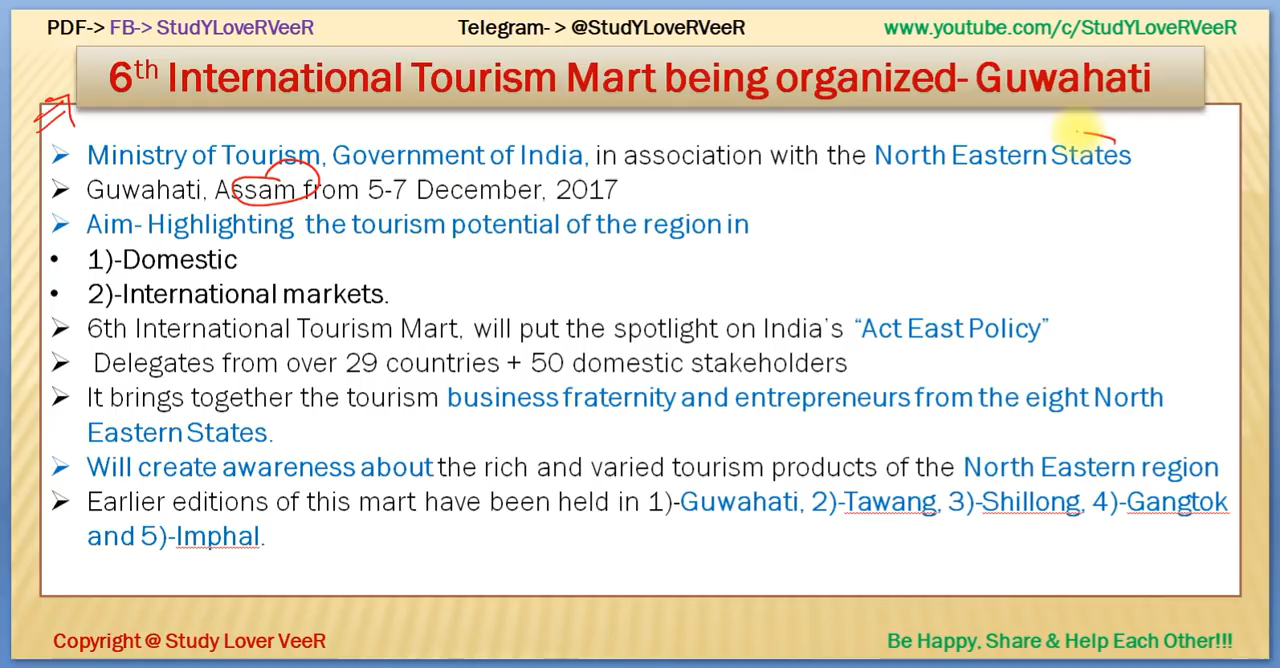 PDF-> FB-> StudYLoveRVeeR Telegram- > @StudYLoveRVeeR www.youtube.com/c/StudYLoveRVeeR
6th International Tourism Mart being organized- Guwahati
➢ Ministry of Tourism, Government of India, in association with the North Eastern States
➢ Guwahati, Assam from 5-7 December, 2017
➢ Aim- Highlighting the tourism potential of the region in
• 1)-Domestic
• 2)-International markets.
➢ 6th International Tourism Mart, will put the spotlight on India's "Act East Policy"
➢ Delegates from over 29 countries + 50 domestic stakeholders
➢ It brings together the tourism business fraternity and entrepreneurs from the eight North
Eastern States.
➢ Will create awareness about the rich and varied tourism products of the North Eastern region
➢ Earlier editions of this mart have been held in 1)-Guwahati, 2)-Tawang, 3)-Shillong, 4)-Gangtok
and 5)-Imphal.
Copyright @ Study Lover VeeR Be Happy, Share & Help Each Other!!!